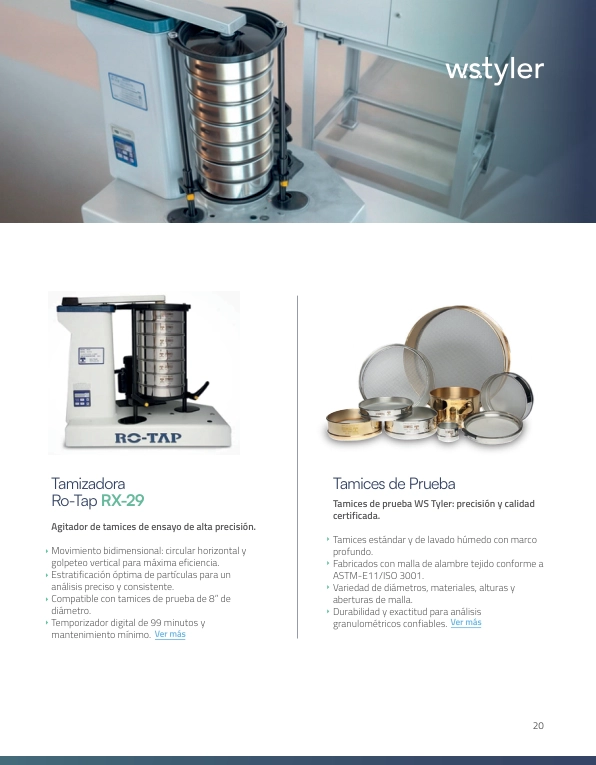 wstyler
RO-TAP
Tamizadora
Ro-Tap RX-29
Agitador de tamices de ensayo de alta precisión.
Movimiento bidimensional: circular horizontal y
golpeteo vertical para máxima eficiencia.
Estratificación óptima de partículas para un
análisis preciso y consistente.
Compatible con tamices de prueba de 8” de
diámetro.
Temporizador digital de 99 minutos y
mantenimiento mínimo. Ver más
Tamices de Prueba
Tamices de prueba WS Tyler: precisión y calidad
certificada.
Tamices estándar y de lavado húmedo con marco
profundo.
Fabricados con malla de alambre tejido conforme a
ASTM-E11/ISO 3001.
Variedad de diámetros, materiales, alturas y
aberturas de malla.
Durabilidad y exactitud para análisis
granulométricos confiables. Ver más
20